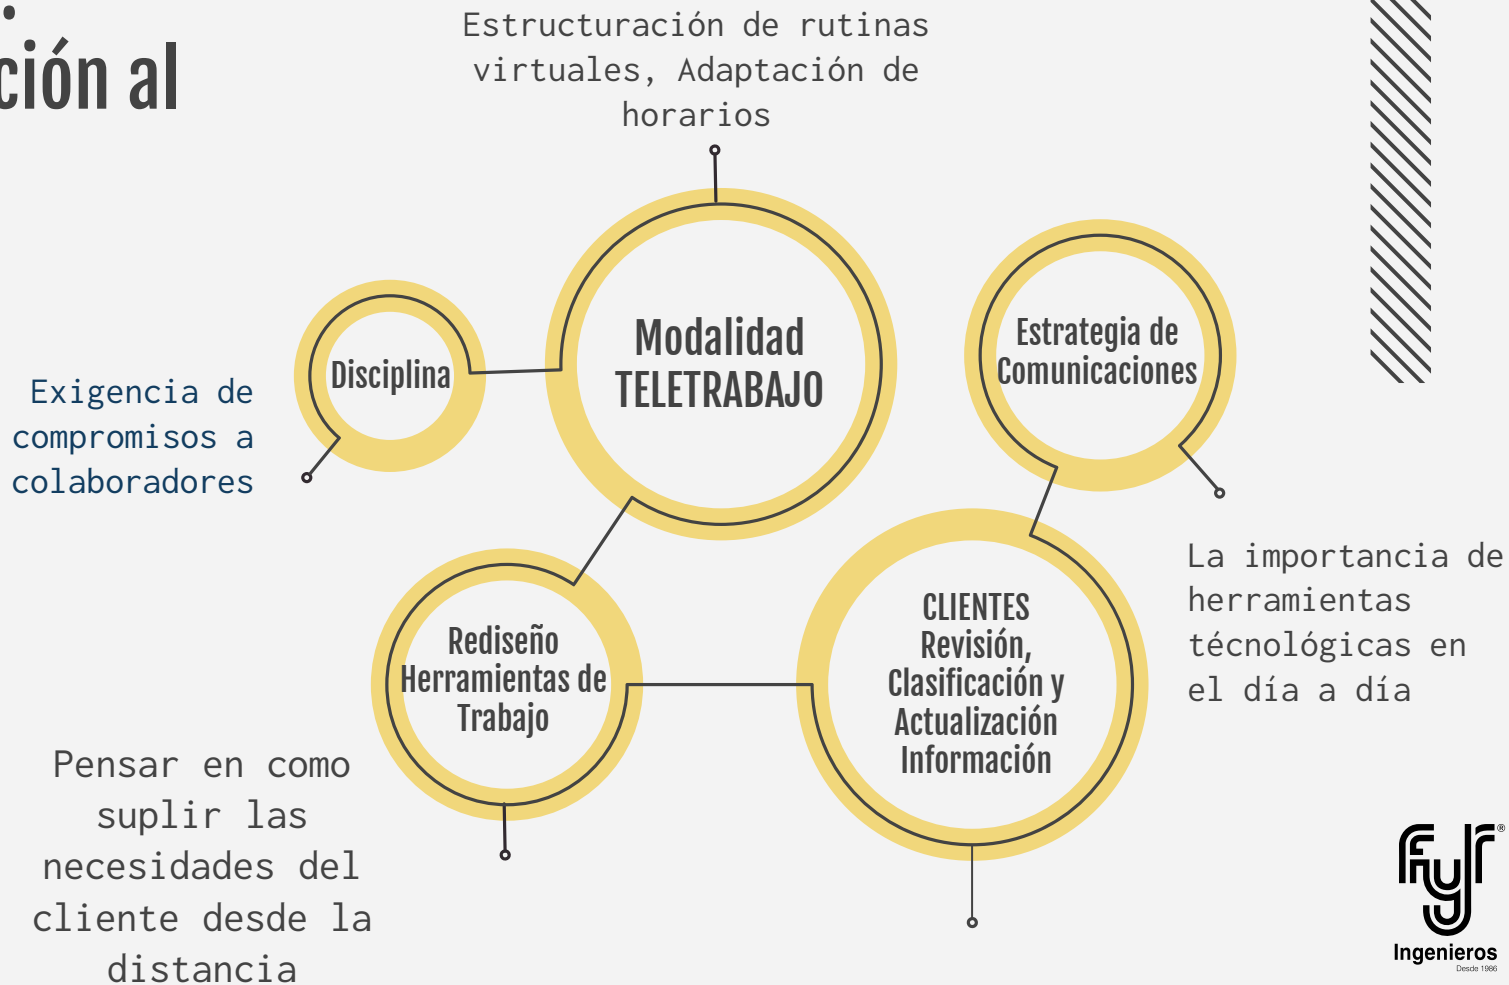 ción al
Estructuración de rutinas
virtuales, Adaptación de
horarios
Disciplina
Exigencia de
compromisos a
colaboradores
Modalidad
TELETRABAJO
Estrategia de
Comunicaciones
La importancia de
herramientas
técnológicas en
el día a día
Rediseño
Herramientas de
Trabajo
Pensar en como
suplir las
necesidades del
cliente desde la
distancia
CLIENTES
Revisión,
Clasificación y
Actualización
Información
fyr®
Ingenieros
Desde 1986